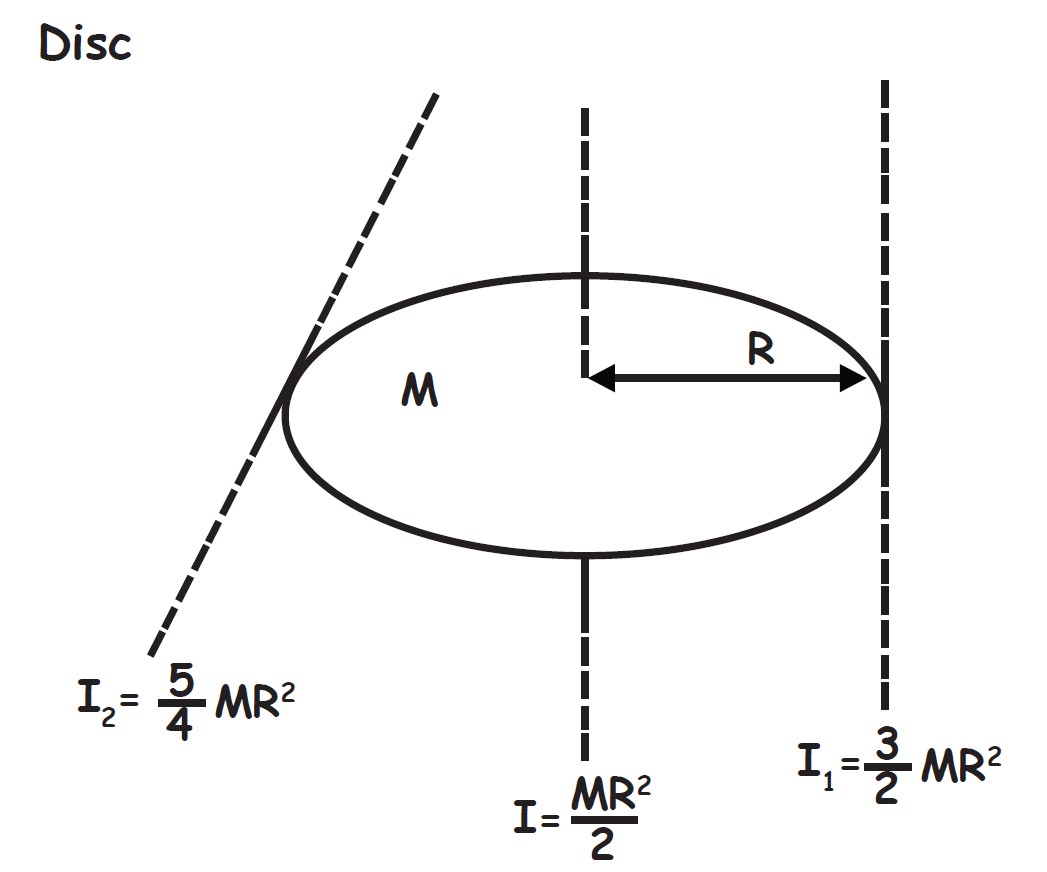 Disc
R
M
I₂= 5/4 MR²
I₁= 3/2 MR²
I= MR²/2